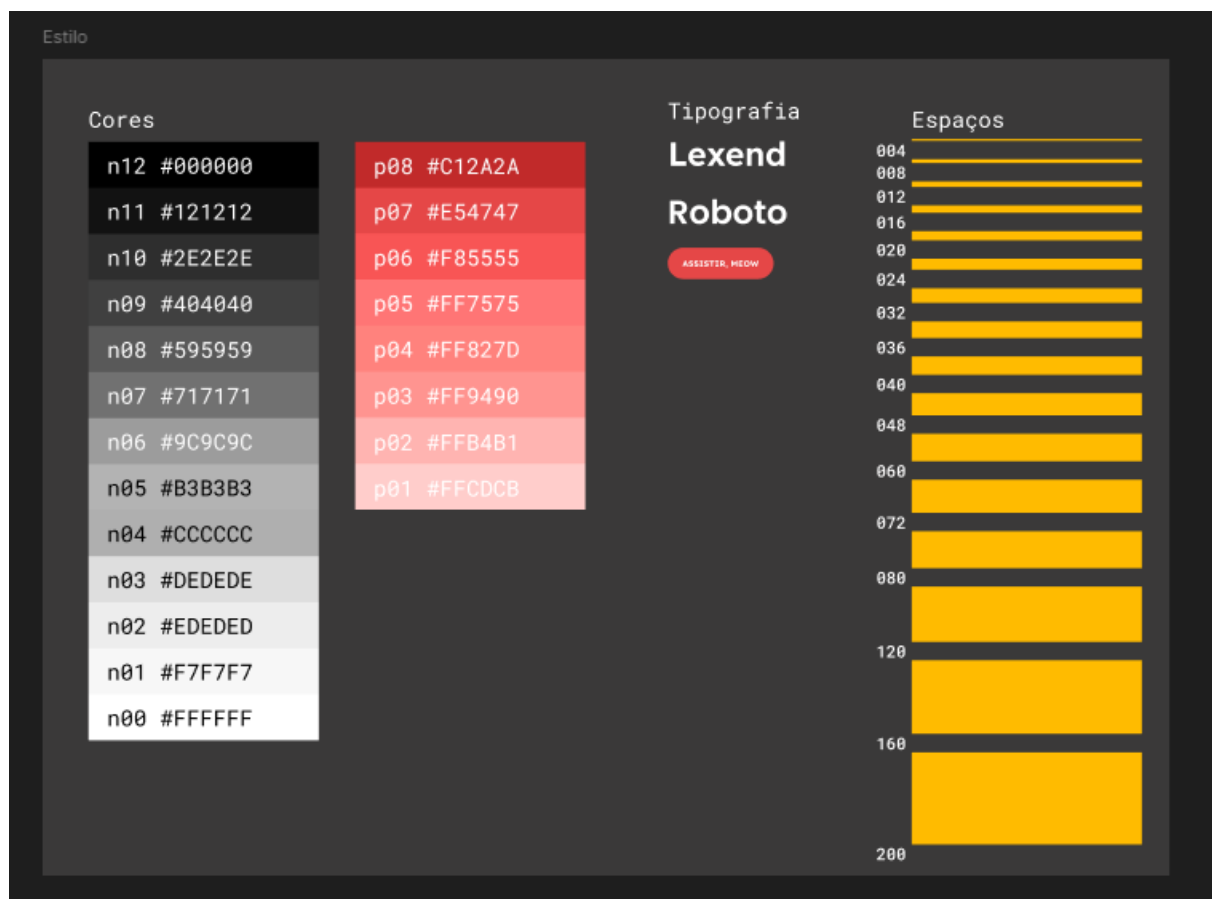 Estilo
Cores
n12 #000000
n11 #121212
n10 #2E2E2E
n09 #404040
n08 #595959
n07 #717171
n06 #9C9C9C
n05 #B3B3B3
n04 #CCCCCC
n03 #DEDEDE
n02 #EDEDED
n01 #F7F7F7
n00 #FFFFFF
p08 #C12A2A
p07 #E54747
p06 #F85555
p05 #FF7575
p04 #FF827D
p03 #FF9490
p02 #FFB4B1
p01 #FFCDCB
Tipografia
Lexend
Roboto
ASSISTIR, MEOW
Espaços
004
008
012
016
020
024
032
036
040
048
060
072
080
120
160
200